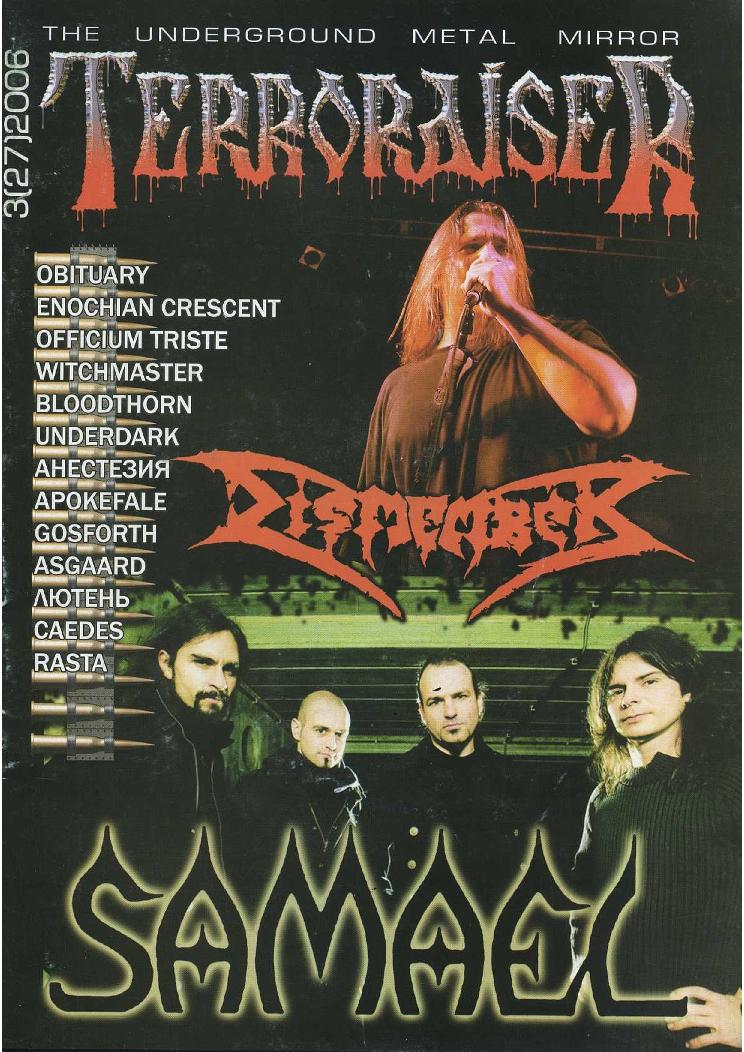 THE UNDERGROUND METAL MIRROR
TERRORAISER
3(27)2006
OBITUARY
ENOCHIAN CRESCENT
OFFICIUM TRISTE
WITCHMASTER
BLOODTHORN
UNDERDARK
АНЕСТЕЗИЯ
APOKEFALE
GOSFORTH
ASGAARD
ЛЮТЕНЬ
CAEDES
RASTA
DISMEMBER
SAMAEL